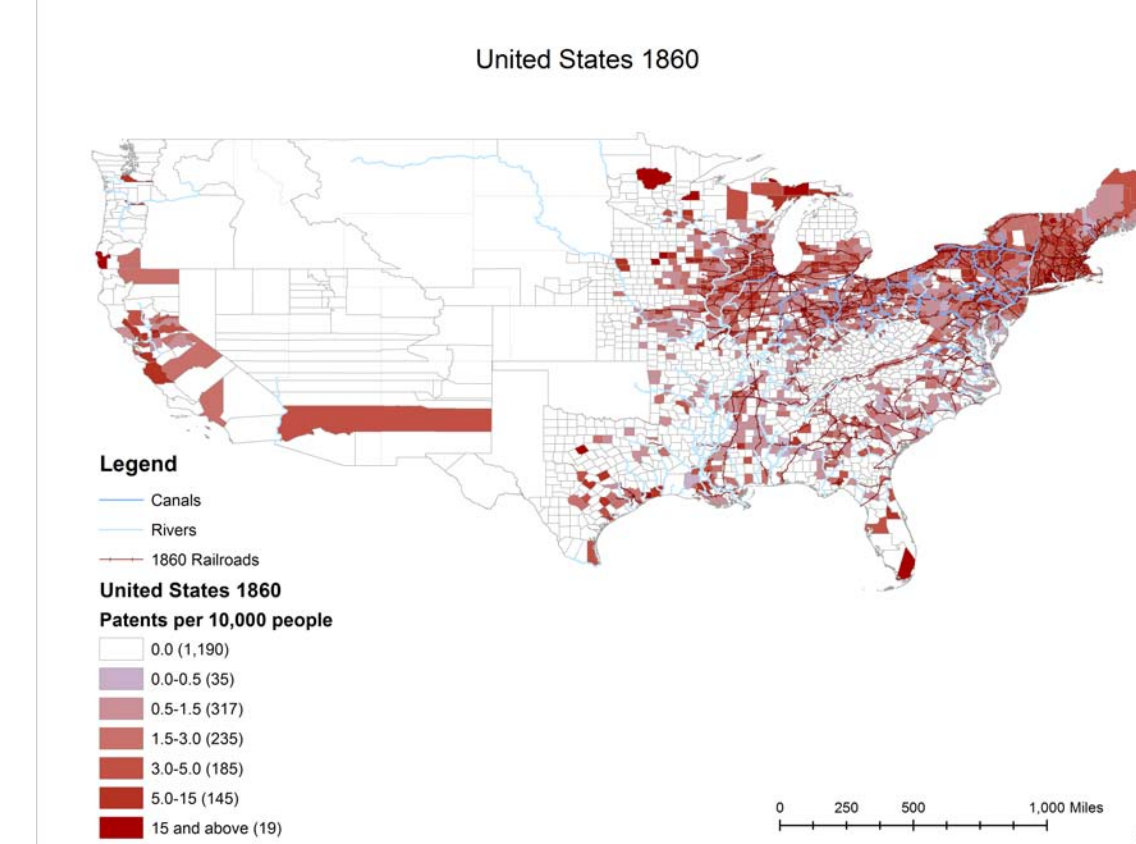 United States 1860
Legend
Canals
Rivers
1860 Railroads
United States 1860
Patents per 10,000 people
0.0 (1,190)
0.0-0.5 (35)
0.5-1.5 (317)
1.5-3.0 (235)
3.0-5.0 (185)
5.0-15 (145)
15 and above (19)
0 250 500 1,000 Miles